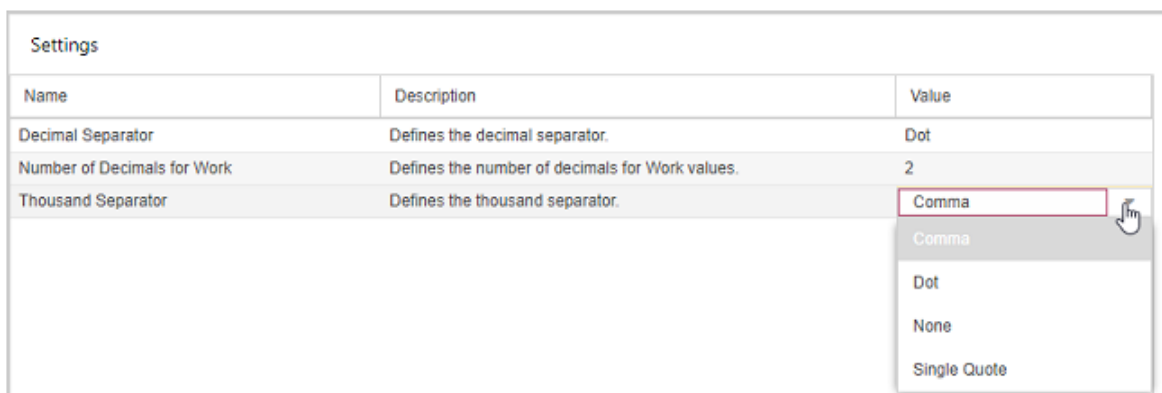 Settings
Name Description Value
Decimal Separator Defines the decimal separator. Dot
Number of Decimals for Work Defines the number of decimals for Work values. 2
Thousand Separator Defines the thousand separator. Comma
Comma
Dot
None
Single Quote